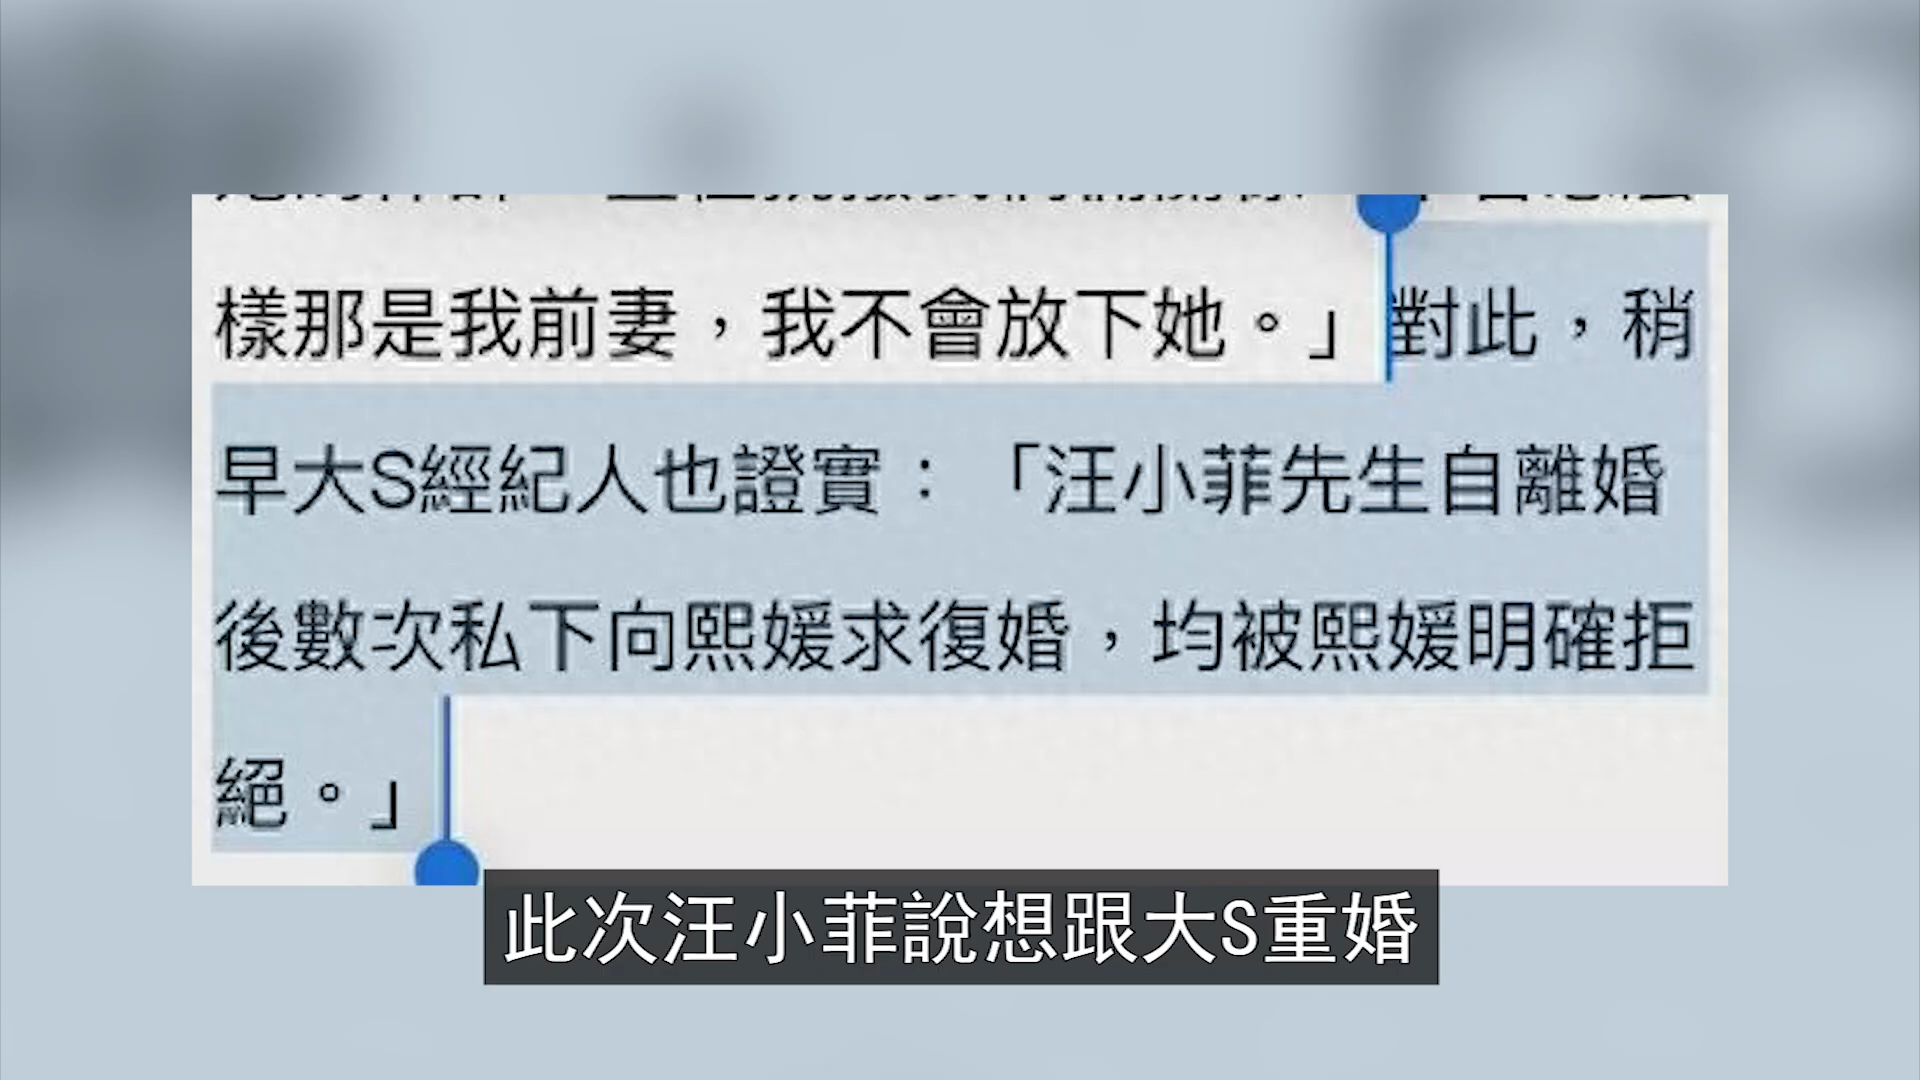 樣那是我前妻，我不會放下她。」對此，稍
早大S經紀人也證實：「汪小菲先生自離婚
後數次私下向熙媛求復婚，均被熙媛明確拒
絕。」
此次汪小菲說想跟大S重婚